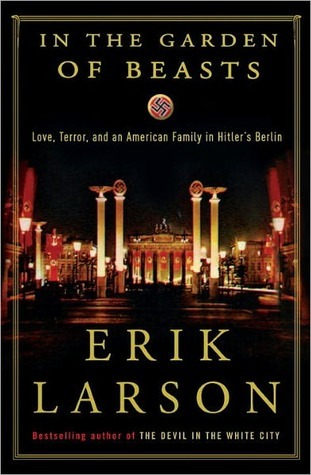 IN THE GARDEN
OF BEASTS
Love, Terror, and an American Family in Hitler's Berlin
ERIK
LARSON
Bestselling author of THE DEVIL IN THE WHITE CITY